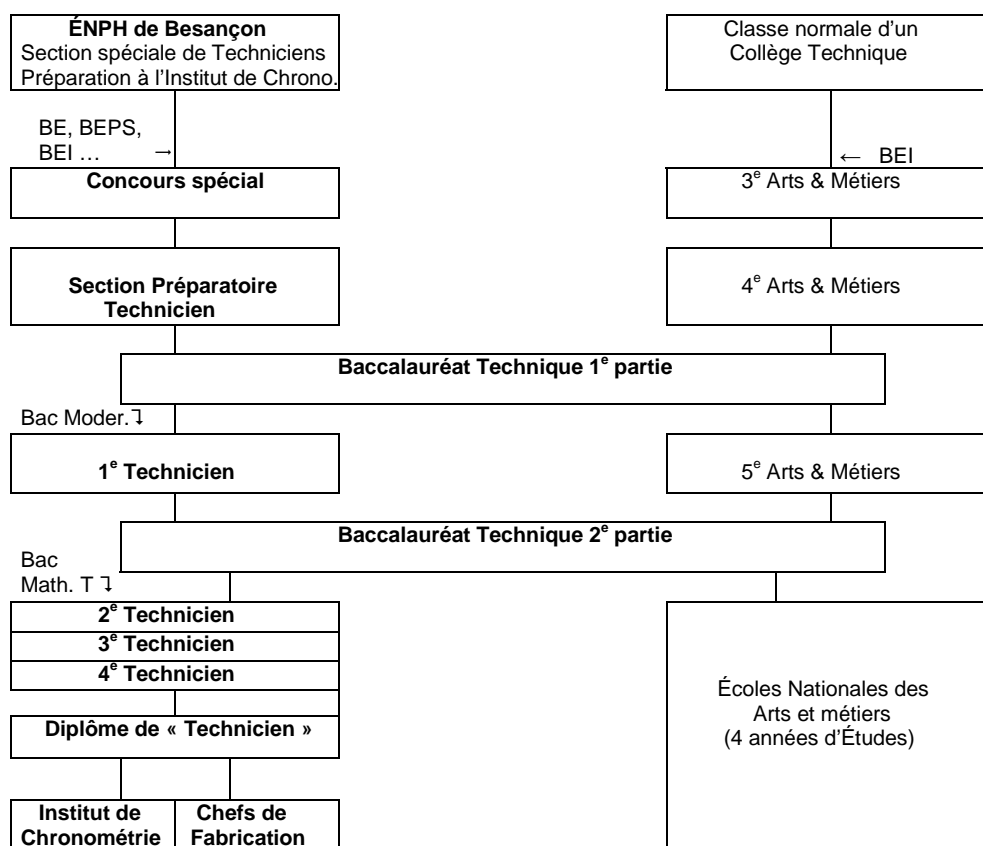 ÉNPH de Besançon
Section spéciale de Techniciens
Préparation à l'Institut de Chrono.
Classe normale d'un
Collège Technique
BE, BEPS,
BEI … →
← BEI
Concours spécial
3e Arts & Métiers
Section Préparatoire
Technicien
4e Arts & Métiers
Baccalauréat Technique 1e partie
Bac Moder.↴
1e Technicien
5e Arts & Métiers
Baccalauréat Technique 2e partie
Bac
Math. T ↴
2e Technicien
3e Technicien
4e Technicien
Diplôme de « Technicien »
Institut de
Chronométrie
Chefs de
Fabrication
Écoles Nationales des
Arts et métiers
(4 années d'Études)